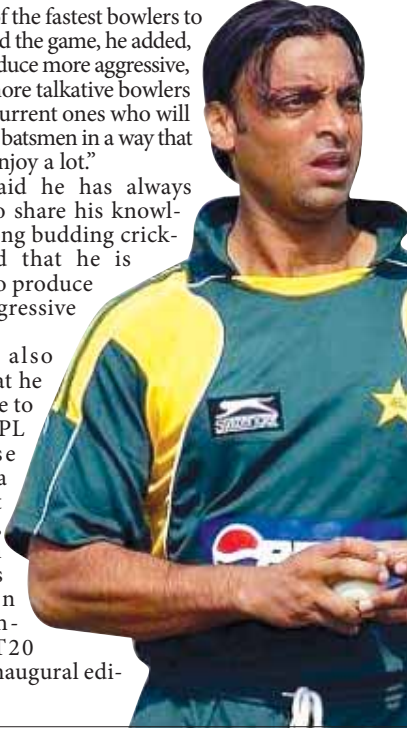 of the fastest bowlers to
d the game, he added,
duce more aggressive,
ore talkative bowlers
urrent ones who will
batsmen in a way that
njoy a lot.”
aid he has always
o share his knowl-
ng budding crick-
d that he is
o produce
gressive
also
at he
e to
PL
se
a
s
n
n-
T20
naugural edi-